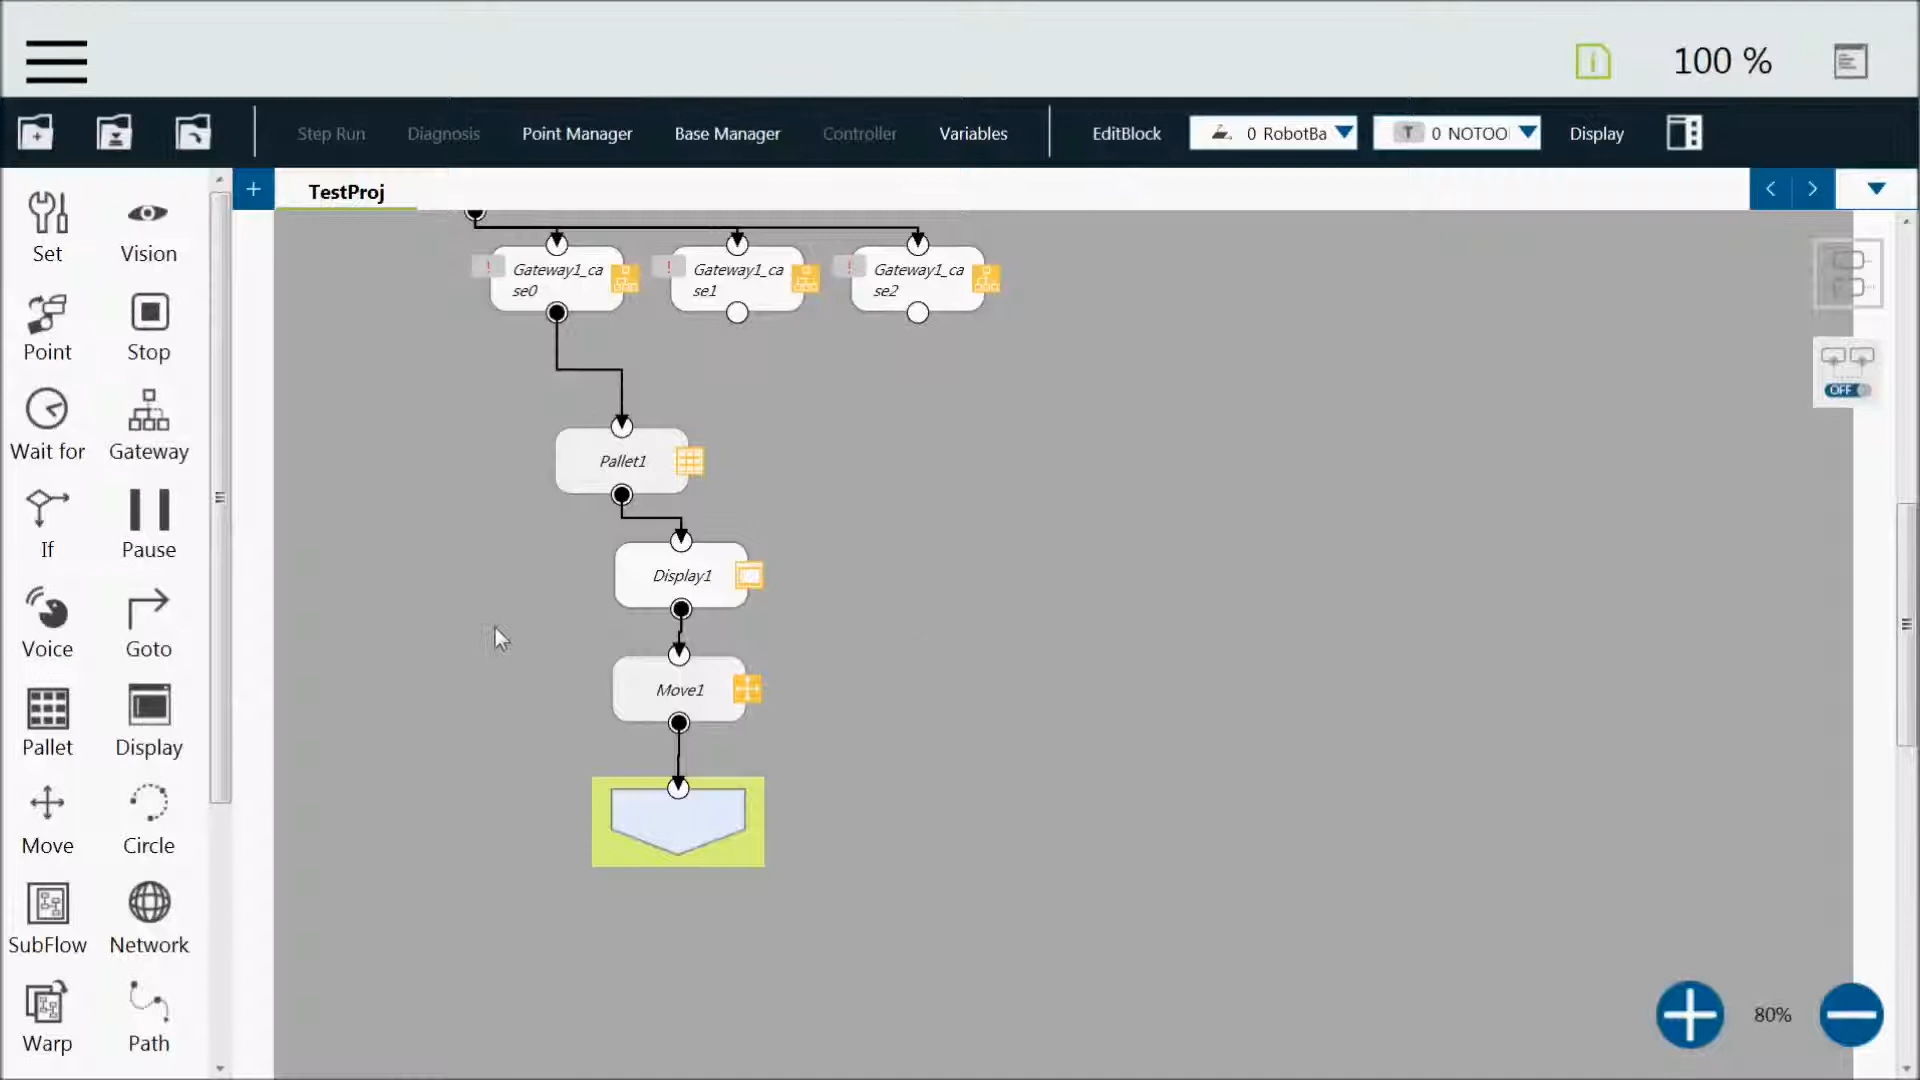 100 %
Step Run
Diagnosis
Point Manager
Base Manager
Controller
Variables
EditBlock
0 RobotBa
T 0 NOTOO
Display
TestProj
Set
Vision
Point
Stop
Wait for
Gateway
If
Pause
Voice
Goto
Pallet
Display
Move
Circle
SubFlow
Network
Warp
Path
! Gateway1_ca
se0
! Gateway1_ca
se1
! Gateway1_ca
se2
Pallet1
Display1
Move1
OFF
80%